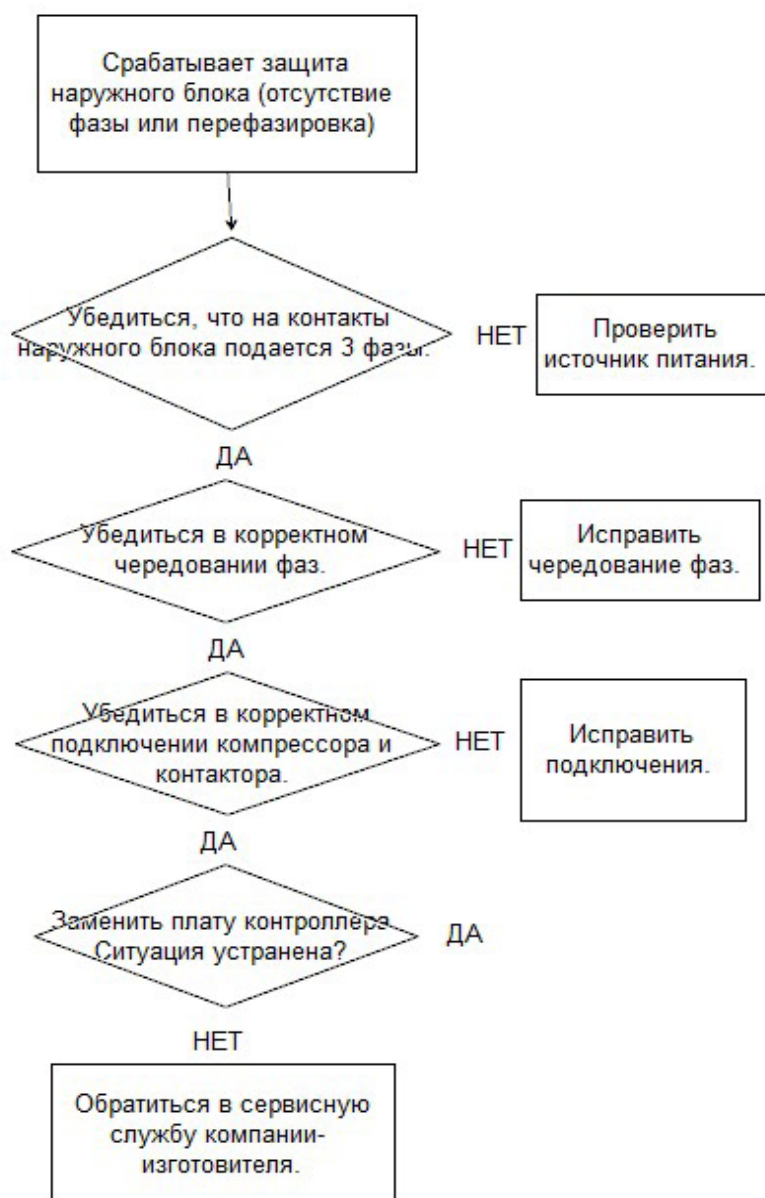 Срабатывает защита
наружного блока (отсутствие
фазы или перефазировка)
Убедиться, что на контакты
наружного блока подается 3 фазы.
НЕТ
Проверить
источник питания.
ДА
Убедиться в корректном
чередовании фаз.
НЕТ
Исправить
чередование фаз.
ДА
Убедиться в корректном
подключении компрессора и
контактора.
НЕТ
Исправить
подключения.
ДА
Заменить плату контроллера
Ситуация устранена?
ДА
НЕТ
Обратиться в сервисную
службу компании-
изготовителя.